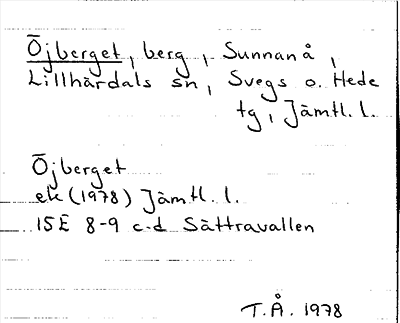 Öjberget, berg, Sunnanå,
Lillhärdals sn, Svegs o. Hede
tg, Jämtl. l.
Öjberget
ek (1978) Jämtl. l.
15E 8-9 c-d Sättravallen
T.Å. 1978